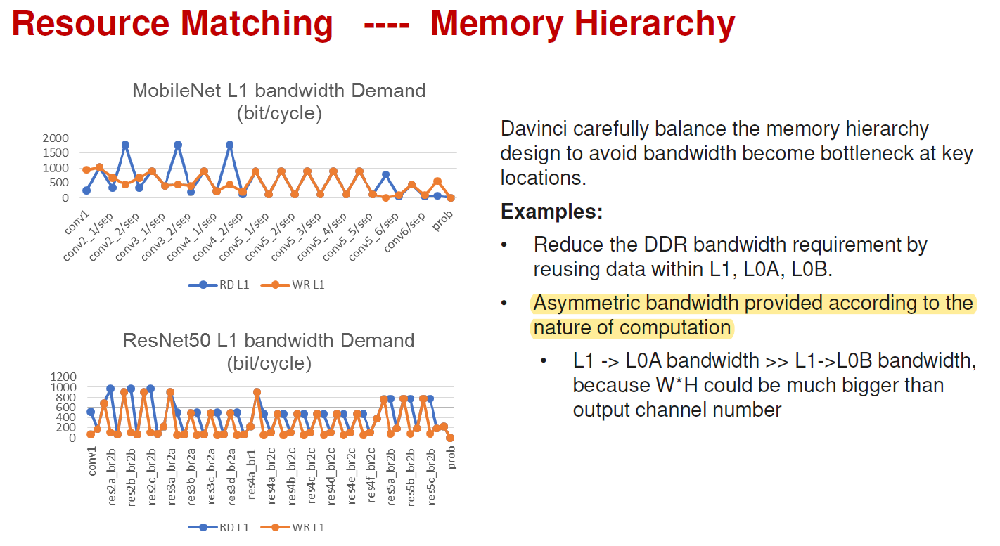 Resource Matching ---- Memory Hierarchy
MobileNet L1 bandwidth Demand
(bit/cycle)
2000
1500
1000
500
0
conv1
conv2_1/sep
conv2_2/sep
conv3_1/sep
conv3_2/sep
conv4_1/sep
conv4_2/sep
conv5_1/sep
conv5_2/sep
conv5_3/sep
conv5_4/sep
conv5_5/sep
conv5_6/sep
conv6/sep
prob
RD L1 WR L1
ResNet50 L1 bandwidth Demand
(bit/cycle)
1200
1000
800
600
400
200
0
conv1
res2a_br2b
res2b_br2b
res2c_br2b
res3a_br2a
res3b_br2a
res3c_br2a
res3d_br2a
res4a_br1
res4a_br2c
res4b_br2c
res4c_br2c
res4d_br2c
res4e_br2c
res4f_br2c
res5a_br2b
res5b_br2b
res5c_br2b
prob
RD L1 WR L1
Davinci carefully balance the memory hierarchy
design to avoid bandwidth become bottleneck at key
locations.
Examples:
• Reduce the DDR bandwidth requirement by
reusing data within L1, L0A, L0B.
• Asymmetric bandwidth provided according to the
nature of computation
• L1 -> L0A bandwidth >> L1->L0B bandwidth,
because W*H could be much bigger than
output channel number